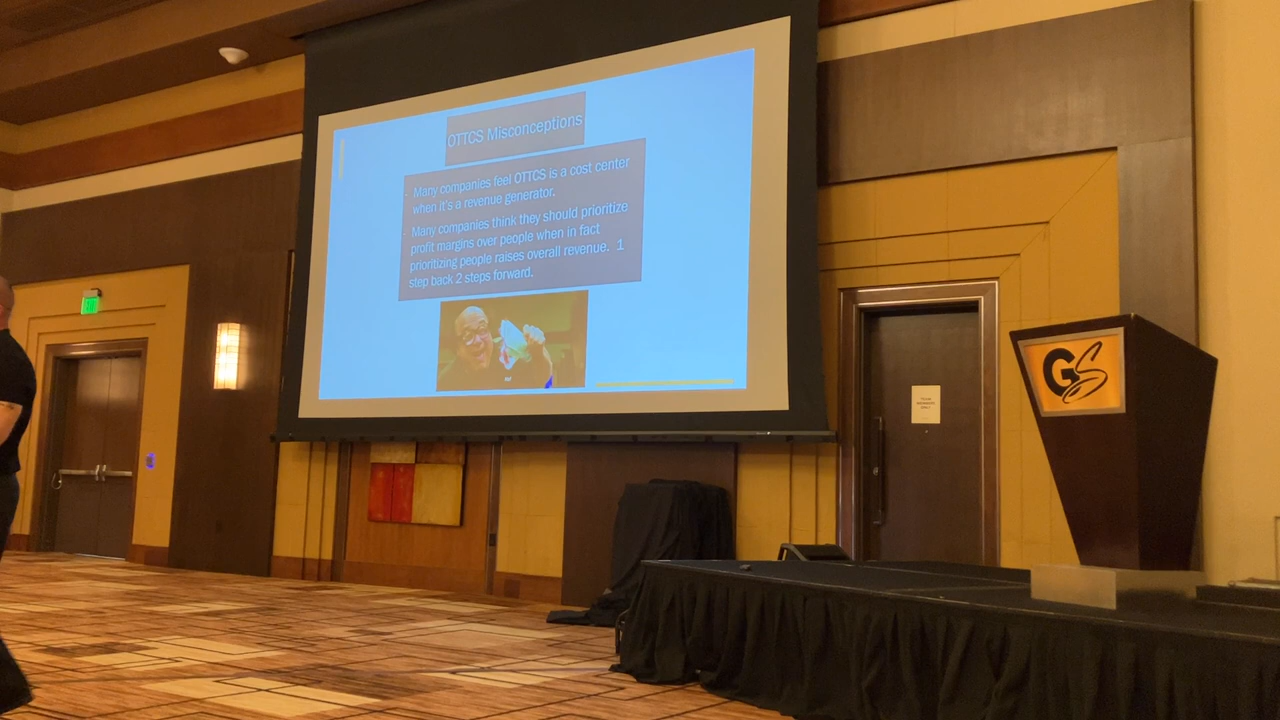 OTTCS Misconceptions
- Many companies feel OTTCS is a cost center
when it's a revenue generator.
- Many companies think they should prioritize
profit margins over people when in fact
prioritizing people raises overall revenue. 1
step back 2 steps forward.
EXIT
GS
ONLY